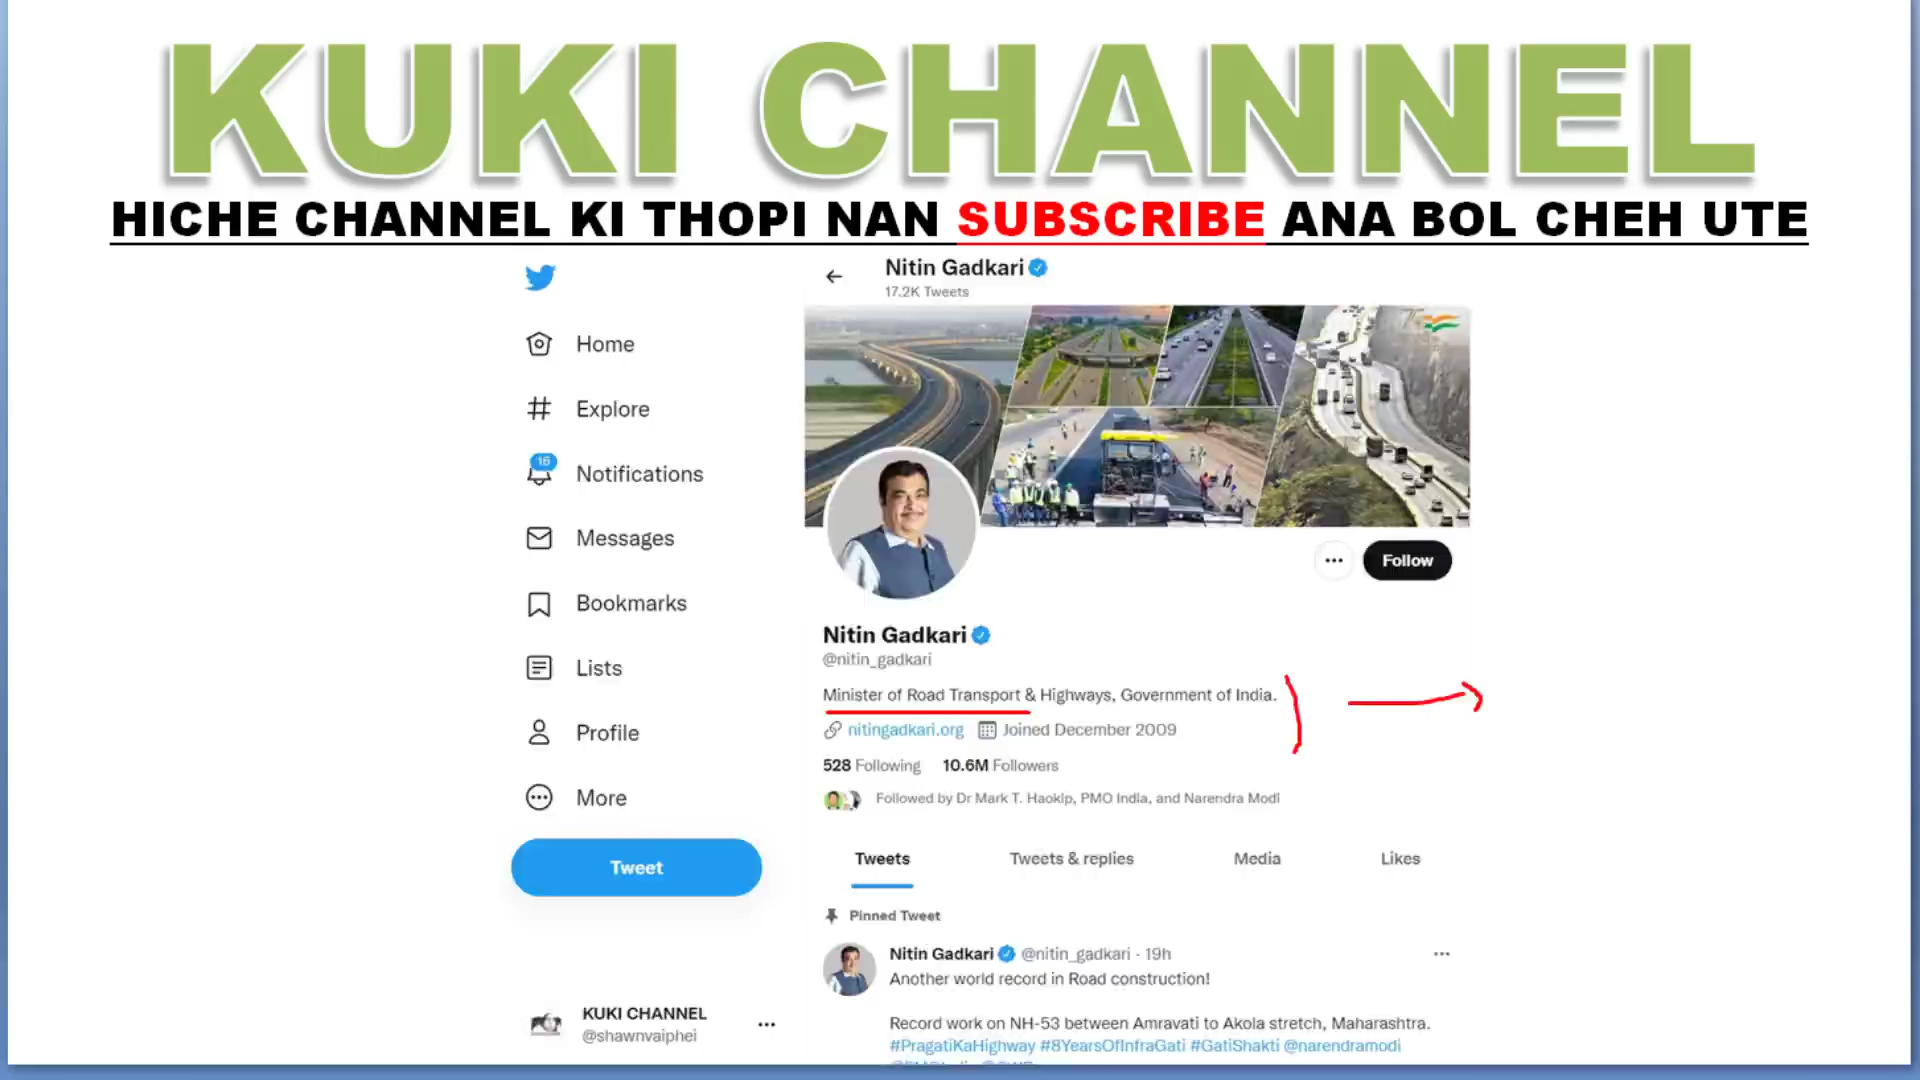 KUKI CHANNEL
HICHE CHANNEL KI THOPI NAN SUBSCRIBE ANA BOL CHEH UTE
Nitin Gadkari
17.2K Tweets
Home
Explore
16
Notifications
Messages
Bookmarks
Lists
Profile
More
Tweet
KUKI CHANNEL
@shawnvaiphei
Follow
Nitin Gadkari
@nitin_gadkari
Minister of Road Transport & Highways, Government of India.
nitingadkari.org Joined December 2009
528 Following 10.6M Followers
Followed by Dr Mark T. Haokip, PMO India, and Narendra Modi
Tweets Tweets & replies Media Likes
Pinned Tweet
Nitin Gadkari @nitin_gadkari · 19h
Another world record in Road construction!
Record work on NH-53 between Amravati to Akola stretch, Maharashtra.
#PragatiKaHighway #8YearsOfInfraGati #GatiShakti @narendramodi